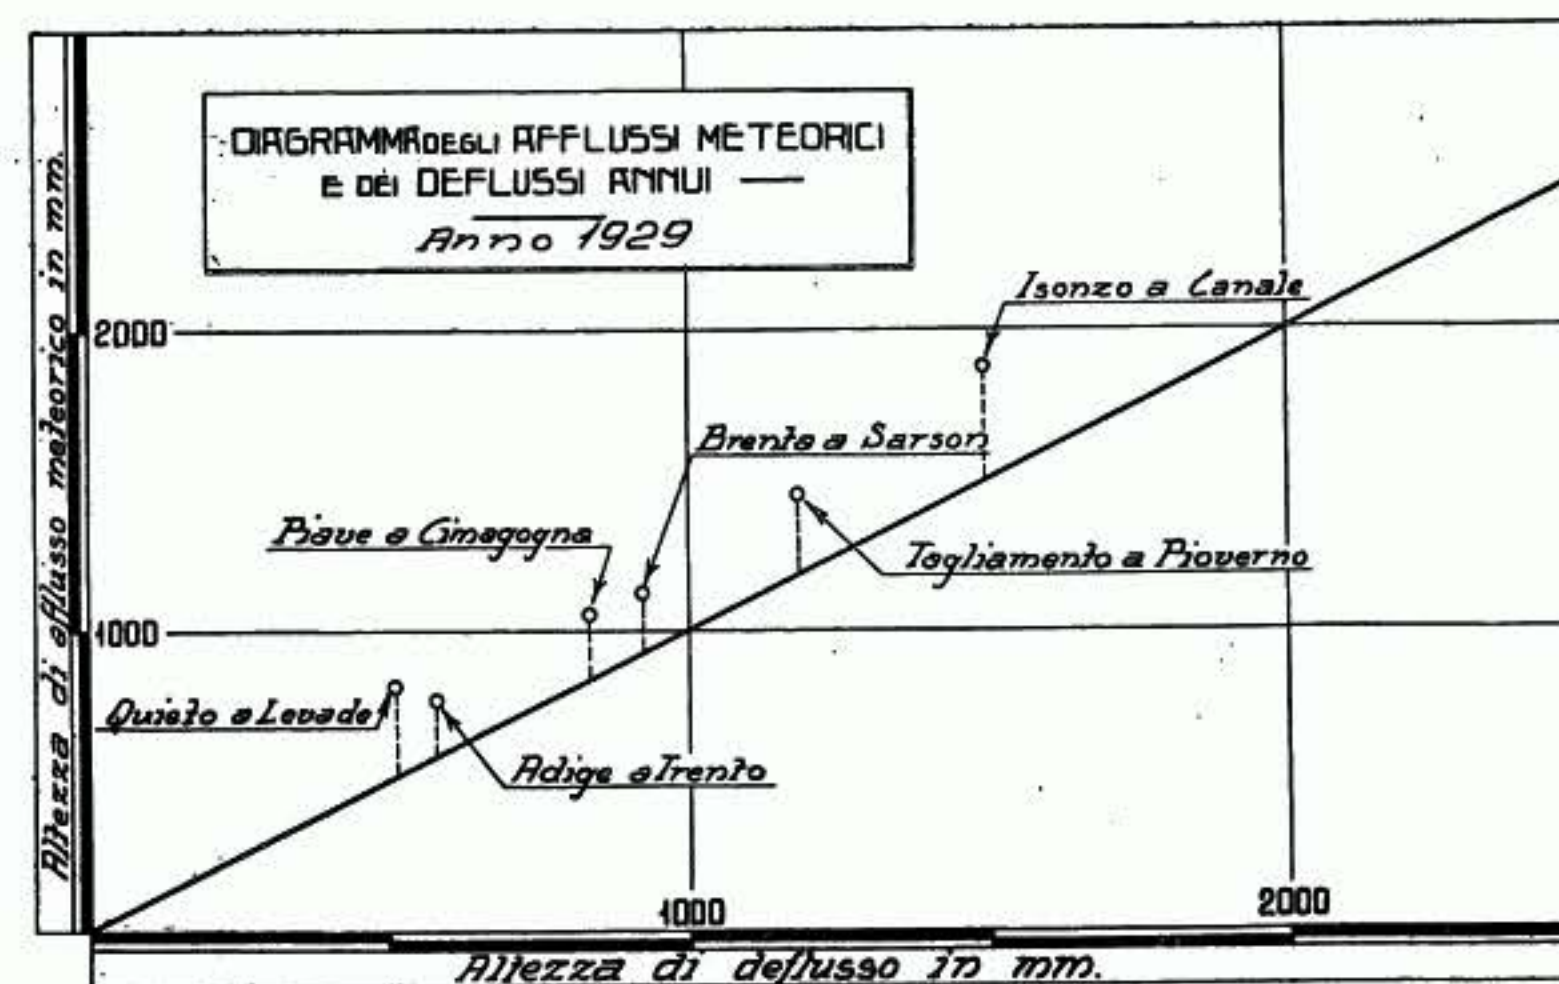 DIAGRAMMA DEGLI AFFLUSSI METEORICI
E DEI DEFLUSSI ANNUI —
Anno 1929
Altezza di afflusso meteorico in mm.
2000
1000
Isonzo a Canale
Brenta a Sarson
Piave a Cimagogna
Tagliamento a Pioverno
Quieto a Levade
Adige a Trento
1000
2000
Altezza di deflusso in mm.